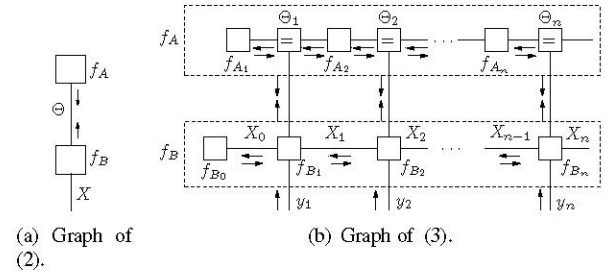 f_A
Θ
f_B
X
(a) Graph of (2).
Θ_1 Θ_2 Θ_n
f_A = = ··· =
f_{A_1} f_{A_2} f_{A_n}
X_0 X_1 X_2 ··· X_{n−1} X_n
f_B
f_{B_0} f_{B_1} f_{B_2} ··· f_{B_n}
y_1 y_2 y_n
(b) Graph of (3).